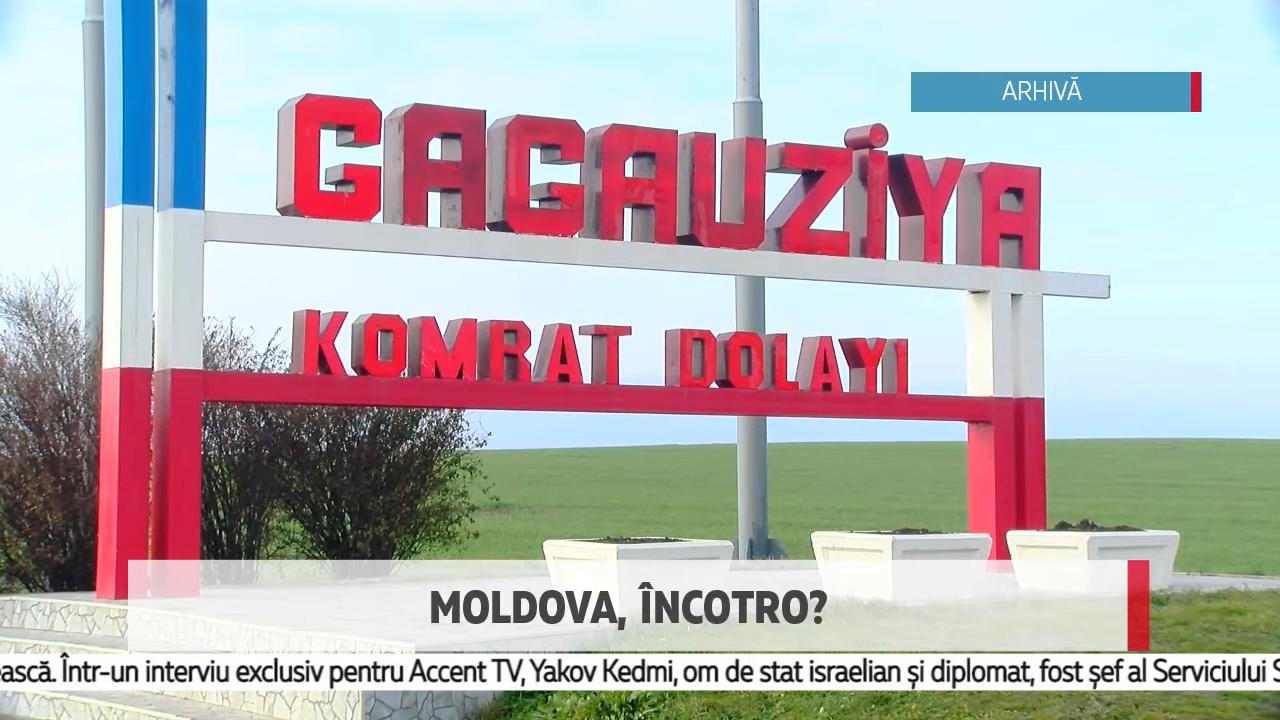 ARHIVĂ
GAGAUZİYA
KOMRAT DOLAYI
MOLDOVA, ÎNCOTRO?
ească. Într-un interviu exclusiv pentru Accent TV, Yakov Kedmi, om de stat israelian și diplomat, fost șef al Serviciului S